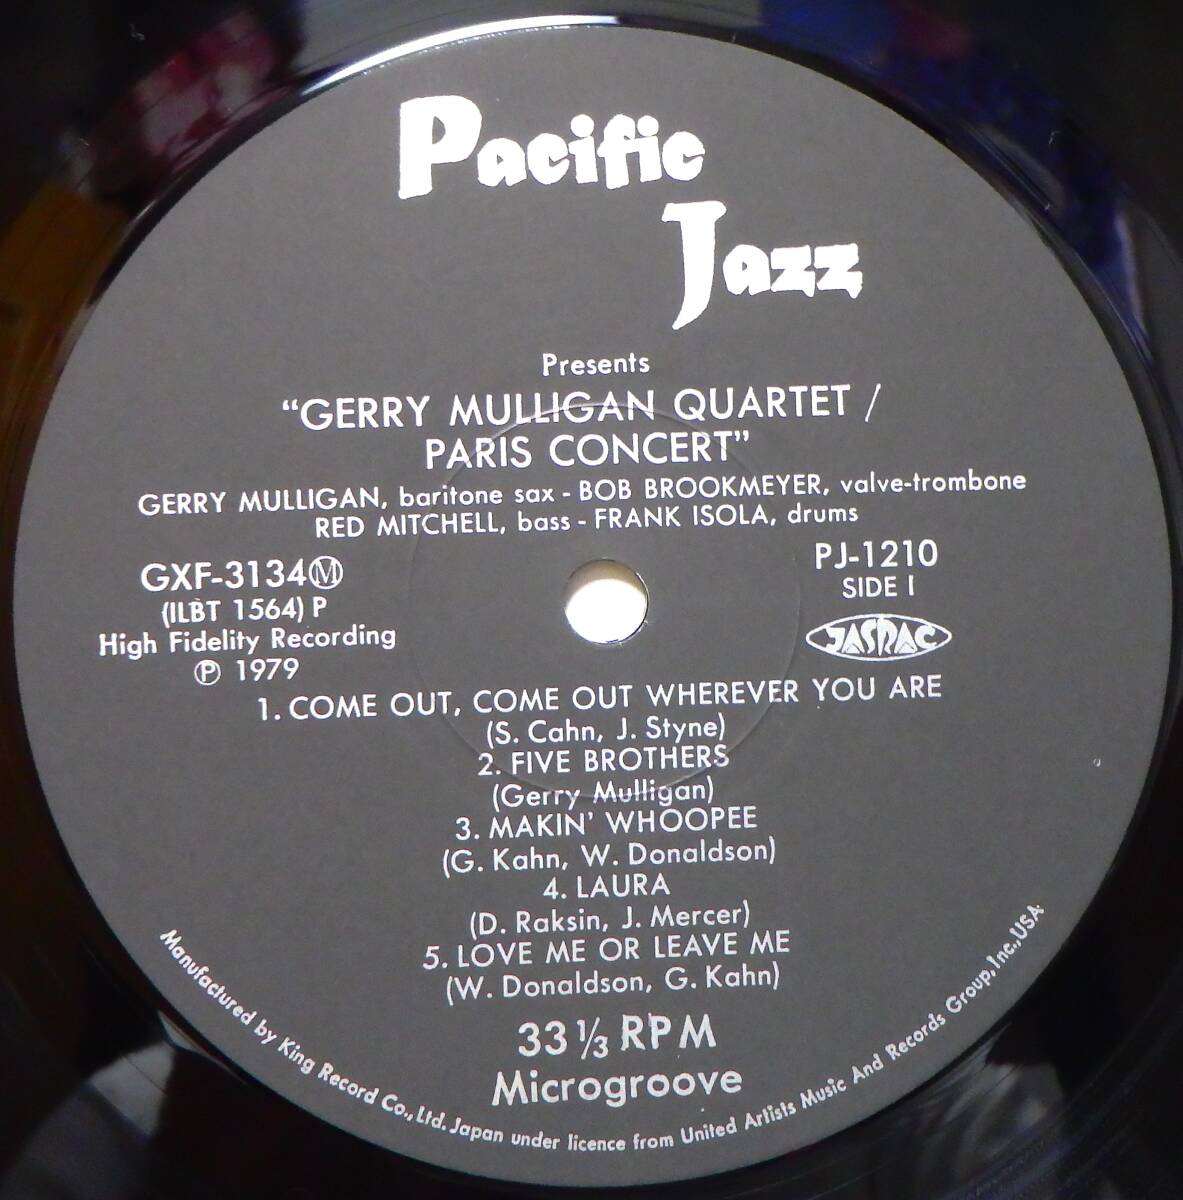 Pacific
Jazz
Presents
“GERRY MULLIGAN QUARTET /
PARIS CONCERT”
GERRY MULLIGAN, baritone sax - BOB BROOKMEYER, valve-trombone
RED MITCHELL, bass - FRANK ISOLA, drums
GXF-3134Ⓜ
(ILBT 1564) P
High Fidelity Recording
℗ 1979
PJ-1210
SIDE I
JASRAC
1. COME OUT, COME OUT WHEREVER YOU ARE
(S. Cahn, J. Styne)
2. FIVE BROTHERS
(Gerry Mulligan)
3. MAKIN’ WHOOPEE
(G. Kahn, W. Donaldson)
4. LAURA
(D. Raksin, J. Mercer)
5. LOVE ME OR LEAVE ME
(W. Donaldson, G. Kahn)
33 ⅓ RPM
Microgroove
Manufactured by King Record Co., Ltd. Japan under licence from United Artists Music And Records Group, Inc., USA.